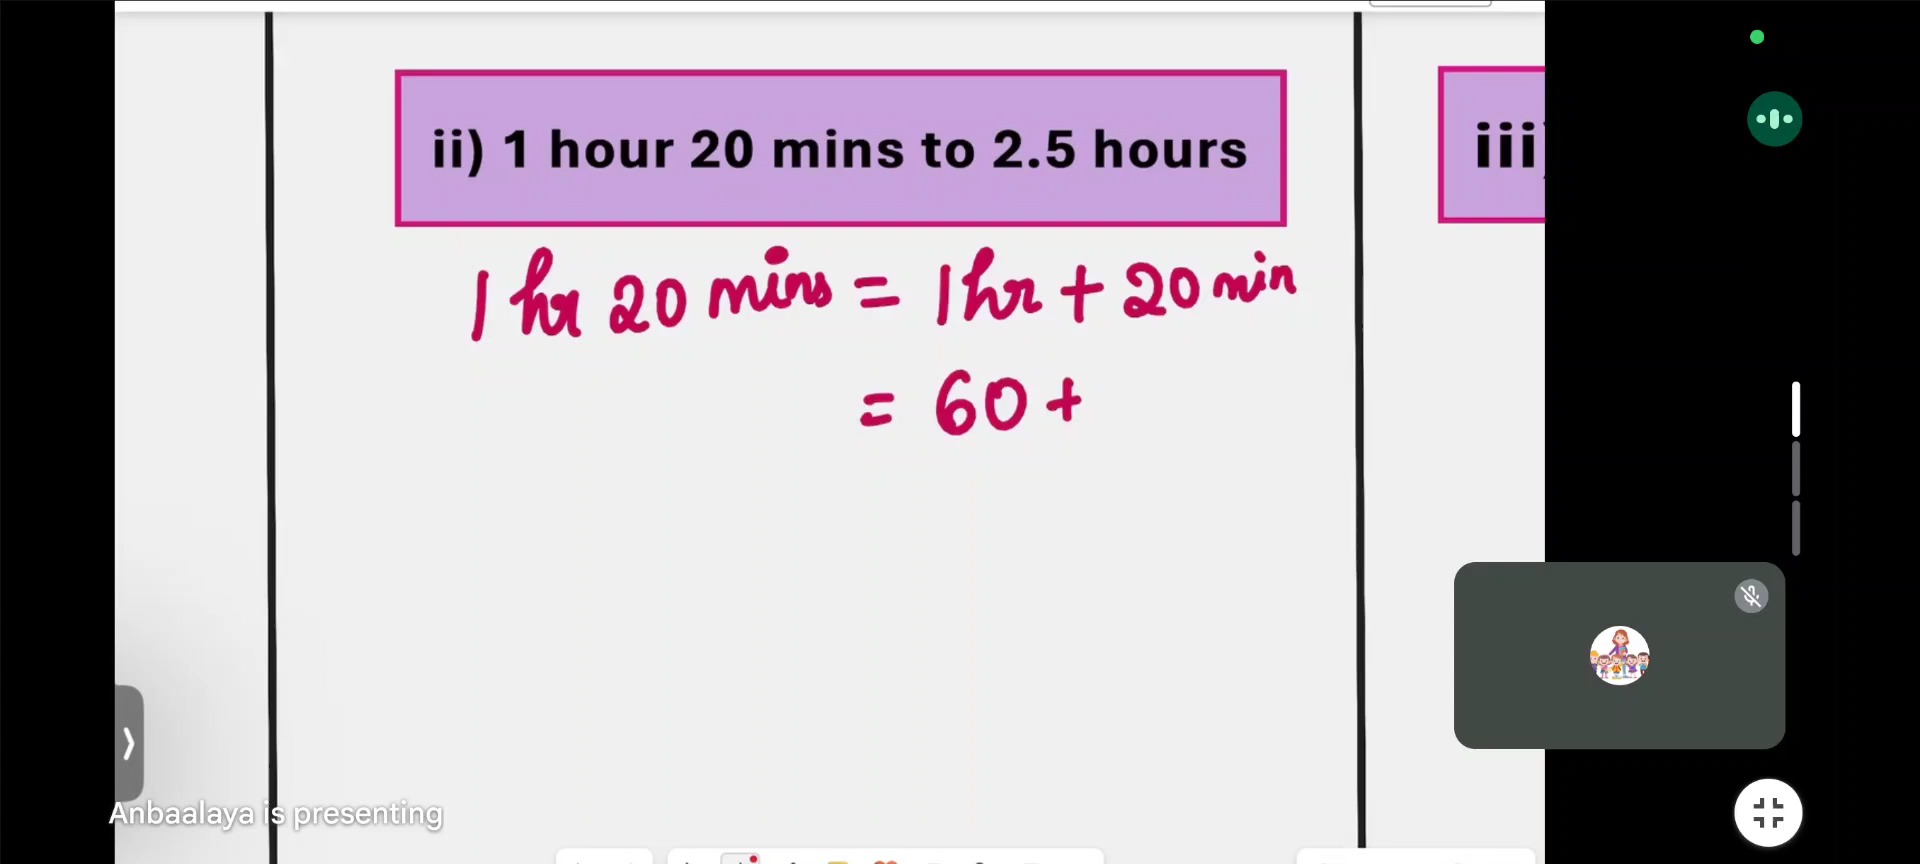 ii) 1 hour 20 mins to 2.5 hours
iii)
1 hr 20 mins = 1 hr + 20 min
= 60 +
Anbaalaya is presenting